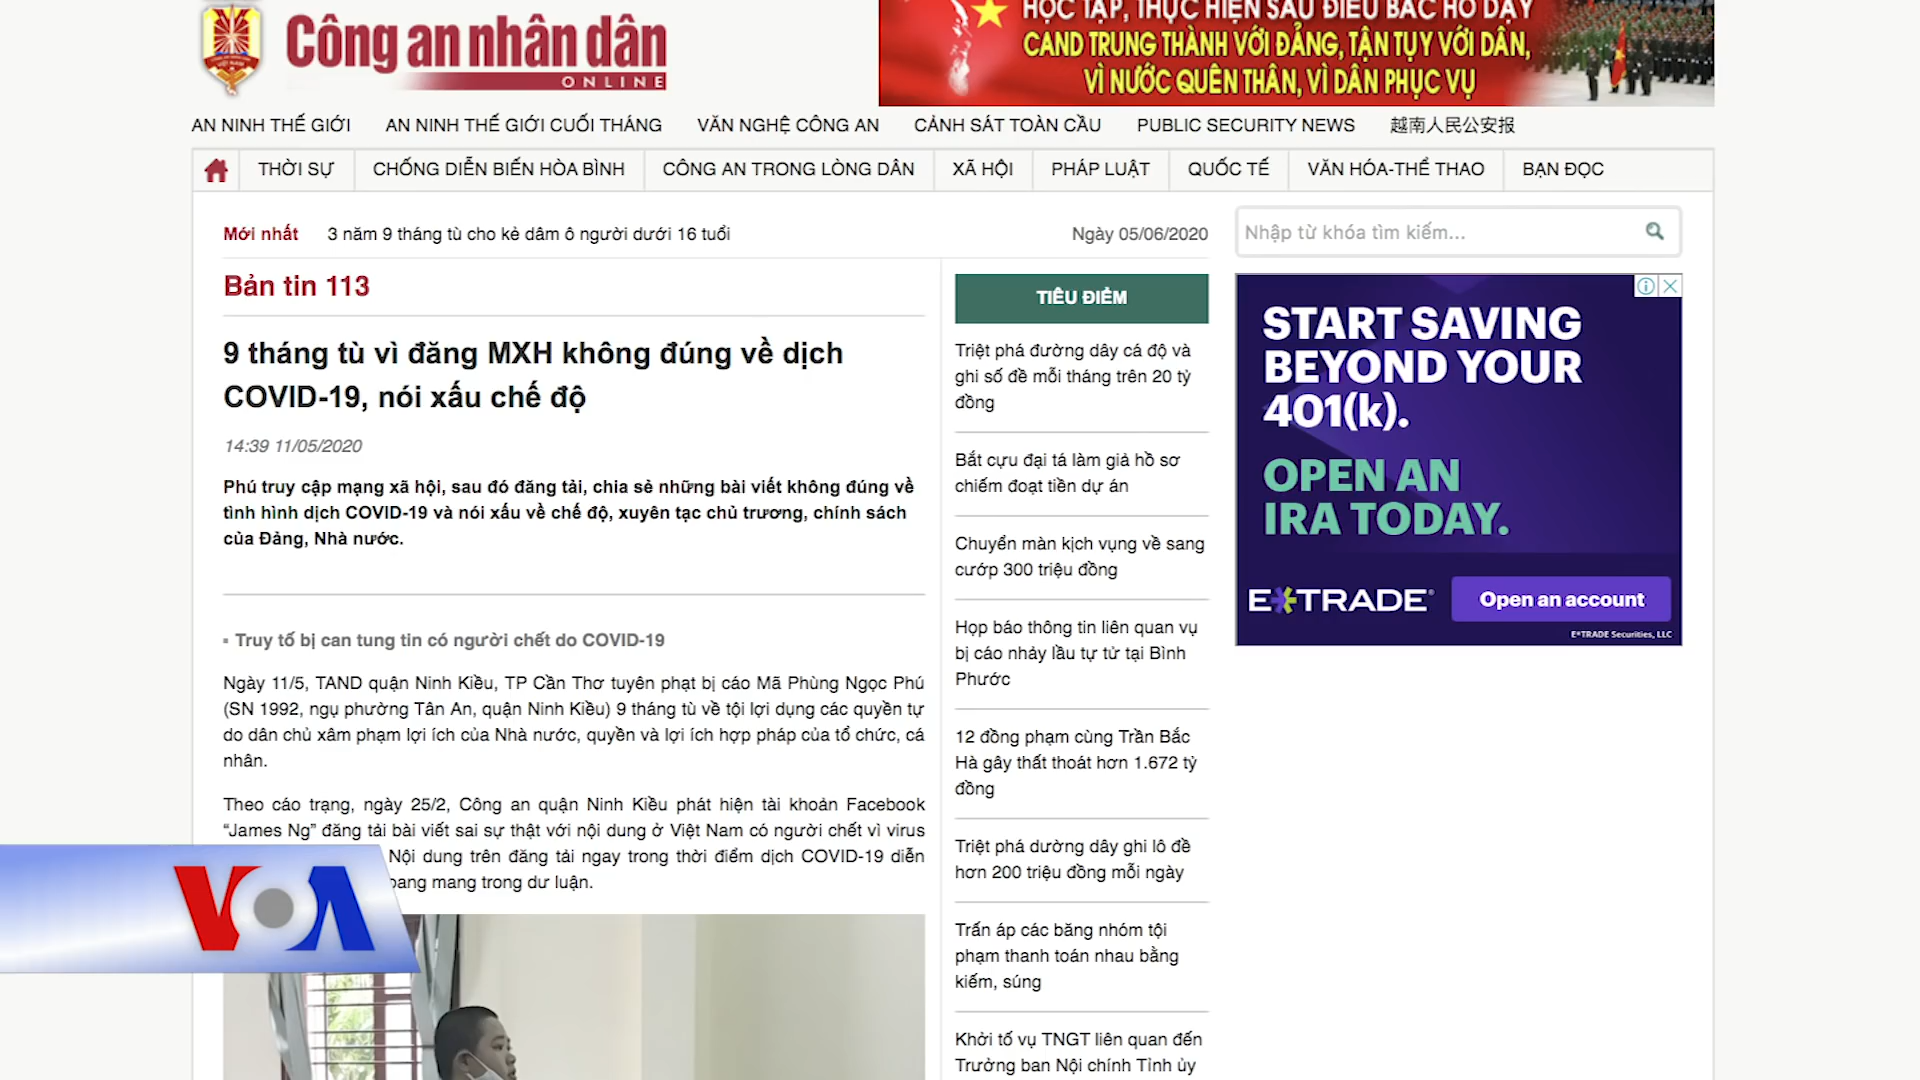 Công an nhân dân
ONLINE
HỌC TẬP, THỰC HIỆN SÁU ĐIỀU BÁC HỒ DẠY
CAND TRUNG THÀNH VỚI ĐẢNG, TẬN TỤY VỚI DÂN,
VÌ NƯỚC QUÊN THÂN, VÌ DÂN PHỤC VỤ
AN NINH THẾ GIỚI AN NINH THẾ GIỚI CUỐI THÁNG VĂN NGHỆ CÔNG AN CẢNH SÁT TOÀN CẦU PUBLIC SECURITY NEWS 越南人民公安报
THỜI SỰ CHỐNG DIỄN BIẾN HÒA BÌNH CÔNG AN TRONG LÒNG DÂN XÃ HỘI PHÁP LUẬT QUỐC TẾ VĂN HÓA-THỂ THAO BẠN ĐỌC
Mới nhất 3 năm 9 tháng tù cho kẻ dâm ô người dưới 16 tuổi Ngày 05/06/2020
Nhập từ khóa tìm kiếm...
Bản tin 113
9 tháng tù vì đăng MXH không đúng về dịch
COVID-19, nói xấu chế độ
14:39 11/05/2020
Phú truy cập mạng xã hội, sau đó đăng tải, chia sẻ những bài viết không đúng về
tình hình dịch COVID-19 và nói xấu về chế độ, xuyên tạc chủ trương, chính sách
của Đảng, Nhà nước.
Truy tố bị can tung tin có người chết do COVID-19
Ngày 11/5, TAND quận Ninh Kiều, TP Cần Thơ tuyên phạt bị cáo Mã Phùng Ngọc Phú
(SN 1992, ngụ phường Tân An, quận Ninh Kiều) 9 tháng tù về tội lợi dụng các quyền tự
do dân chủ xâm phạm lợi ích của Nhà nước, quyền và lợi ích hợp pháp của tổ chức, cá
nhân.
Theo cáo trạng, ngày 25/2, Công an quận Ninh Kiều phát hiện tài khoản Facebook
“James Ng” đăng tải bài viết sai sự thật với nội dung ở Việt Nam có người chết vì virus
Nội dung trên đăng tải ngay trong thời điểm dịch COVID-19 diễn
mang trong dư luận.
VOA
TIÊU ĐIỂM
Triệt phá đường dây cá độ và
ghi số đề mỗi tháng trên 20 tỷ
đồng
Bắt cựu đại tá làm giả hồ sơ
chiếm đoạt tiền dự án
Chuyển màn kịch vụng về sang
cướp 300 triệu đồng
Họp báo thông tin liên quan vụ
bị cáo nhảy lầu tự tử tại Bình
Phước
12 đồng phạm cùng Trần Bắc
Hà gây thất thoát hơn 1.672 tỷ
đồng
Triệt phá dường dây ghi lô đề
hơn 200 triệu đồng mỗi ngày
Trấn áp các băng nhóm tội
phạm thanh toán nhau bằng
kiếm, súng
Khởi tố vụ TNGT liên quan đến
Trưởng ban Nội chính Tỉnh ủy
START SAVING
BEYOND YOUR
401(k).
OPEN AN
IRA TODAY.
E*TRADE
Open an account
E*TRADE Securities, LLC